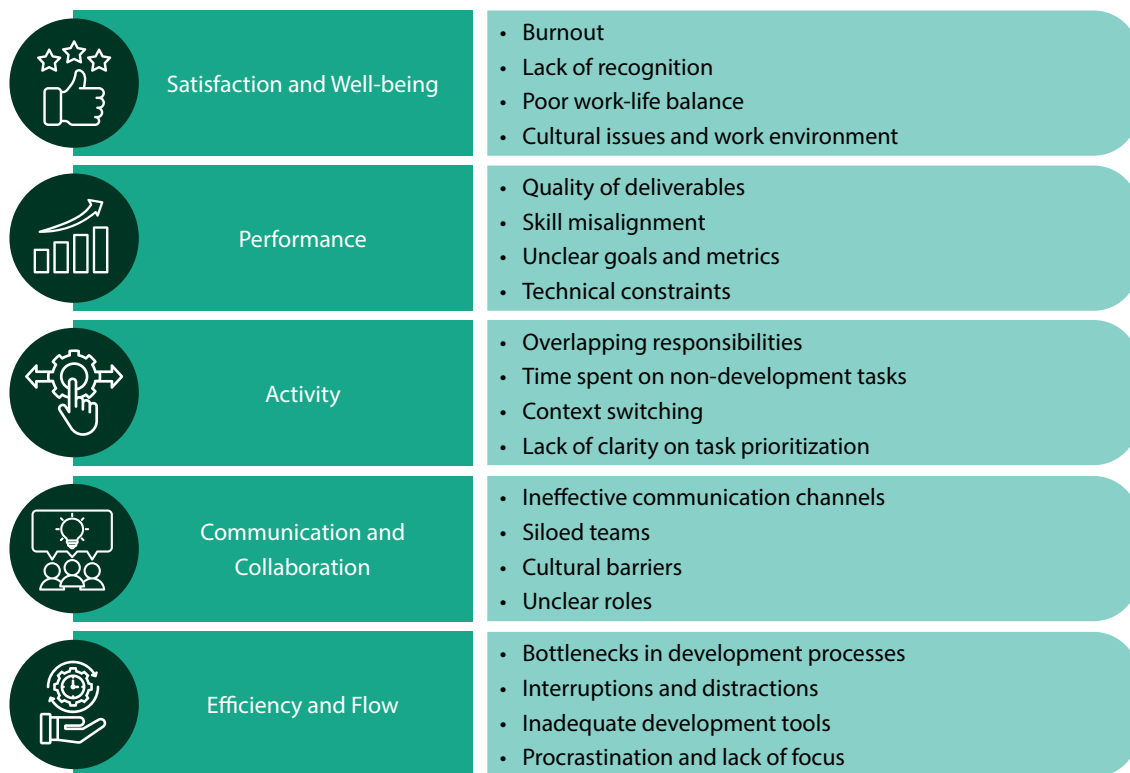 Satisfaction and Well-being
• Burnout
• Lack of recognition
• Poor work-life balance
• Cultural issues and work environment
Performance
• Quality of deliverables
• Skill misalignment
• Unclear goals and metrics
• Technical constraints
Activity
• Overlapping responsibilities
• Time spent on non-development tasks
• Context switching
• Lack of clarity on task prioritization
Communication and
Collaboration
• Ineffective communication channels
• Siloed teams
• Cultural barriers
• Unclear roles
Efficiency and Flow
• Bottlenecks in development processes
• Interruptions and distractions
• Inadequate development tools
• Procrastination and lack of focus